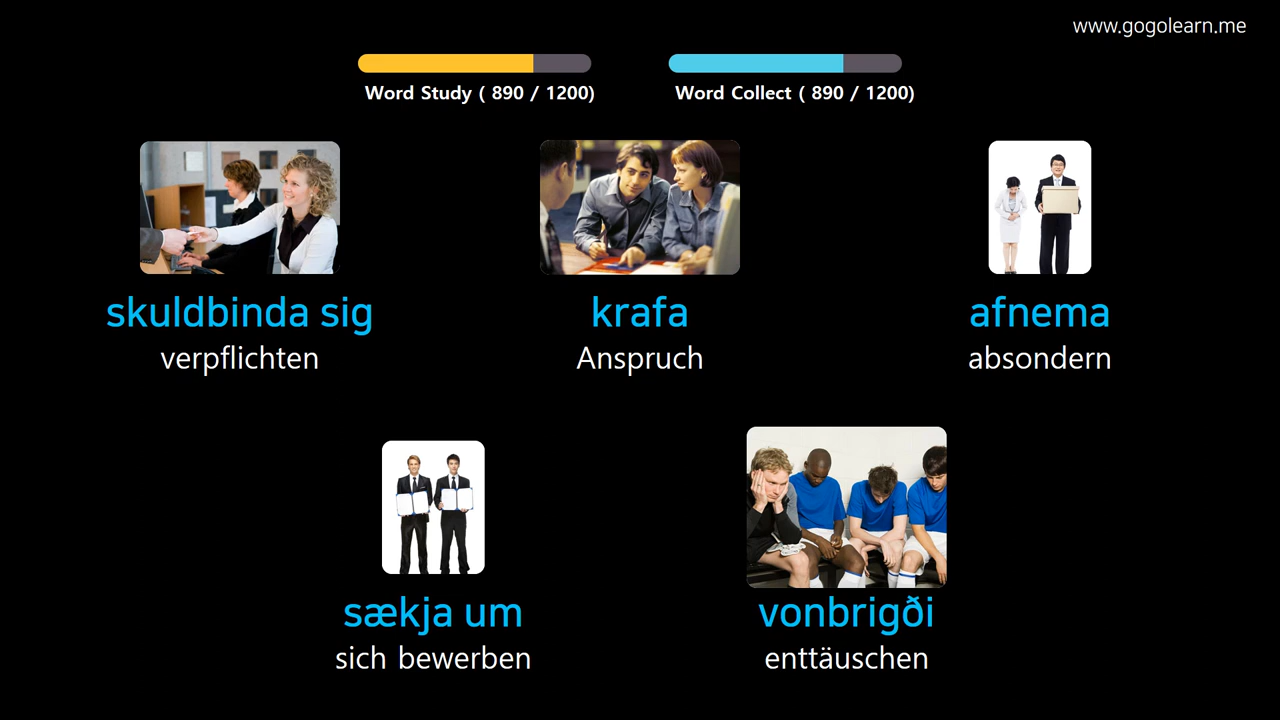 www.gogolearn.me
Word Study ( 890 / 1200)
Word Collect ( 890 / 1200)
skuldbinda sig
verpflichten
krafa
Anspruch
afnema
absondern
sækja um
sich bewerben
vonbrigði
enttäuschen